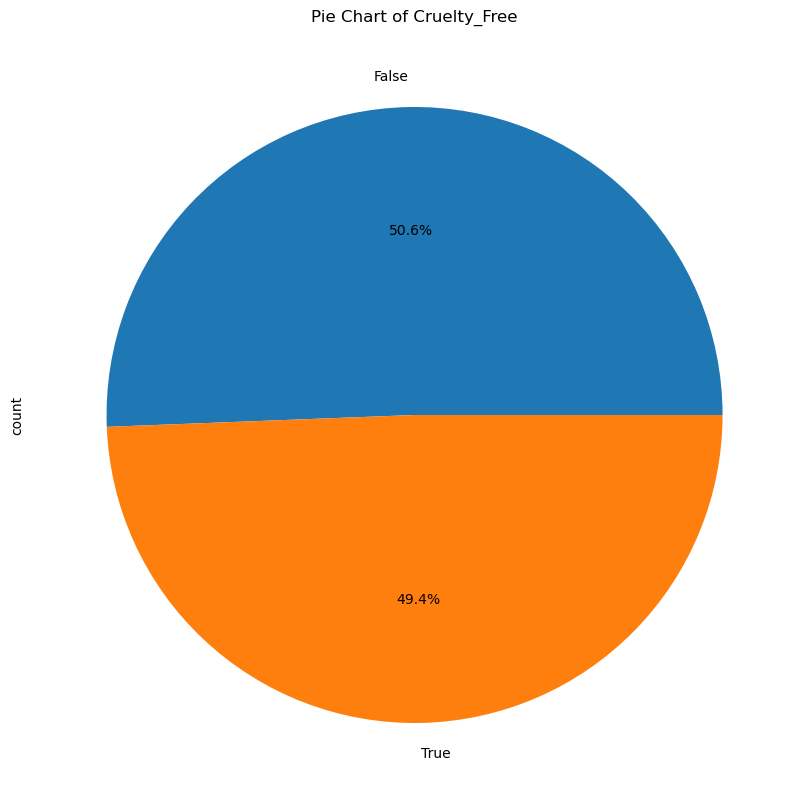 Pie Chart of Cruelty_Free
False
50.6%
count
49.4%
True